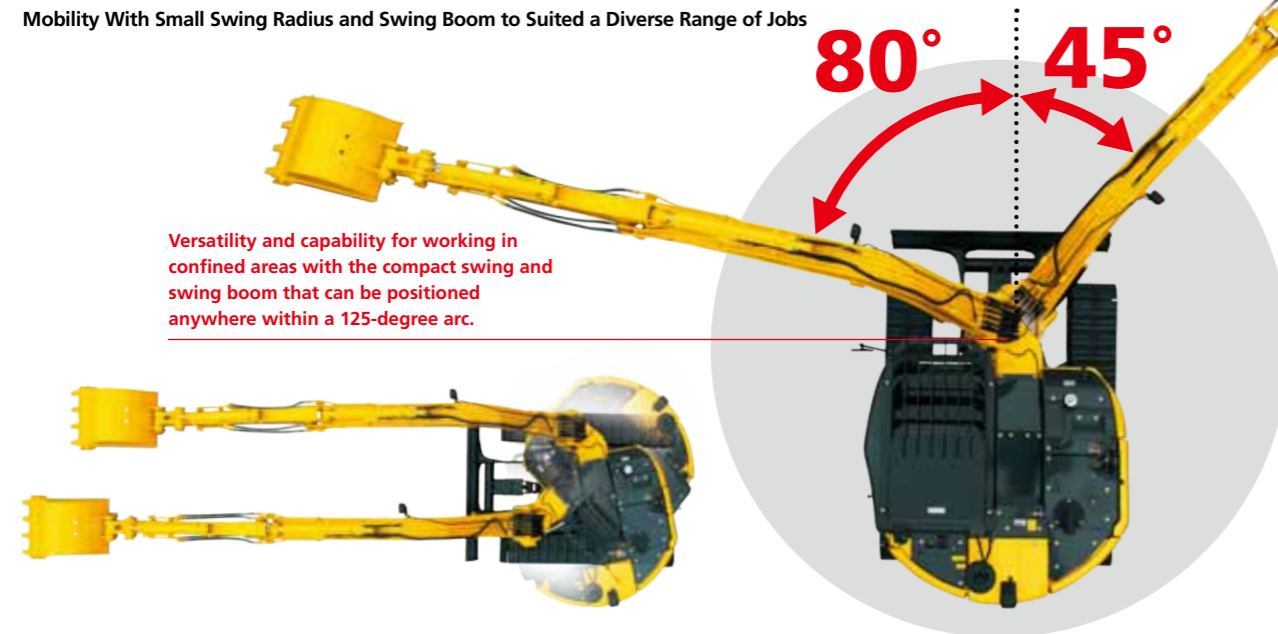 Mobility With Small Swing Radius and Swing Boom to Suited a Diverse Range of Jobs
80° 45°
Versatility and capability for working in
confined areas with the compact swing and
swing boom that can be positioned
anywhere within a 125-degree arc.